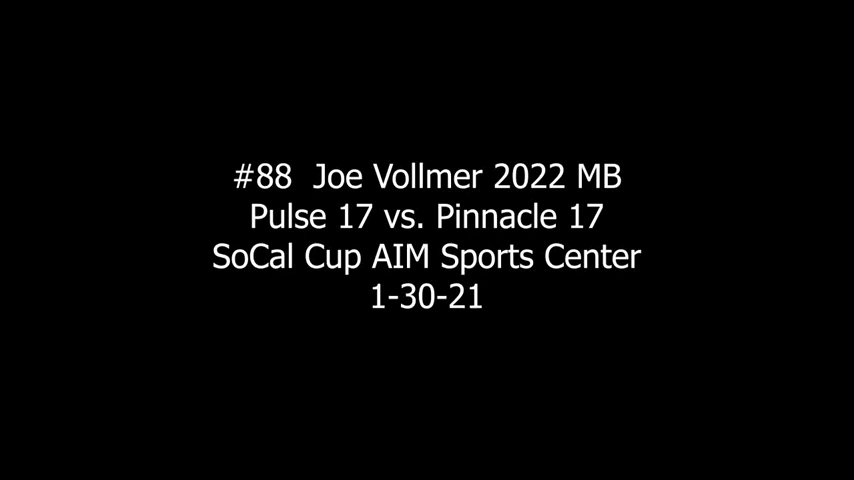 #88  Joe Vollmer 2022 MB
Pulse 17 vs. Pinnacle 17
SoCal Cup AIM Sports Center
1-30-21